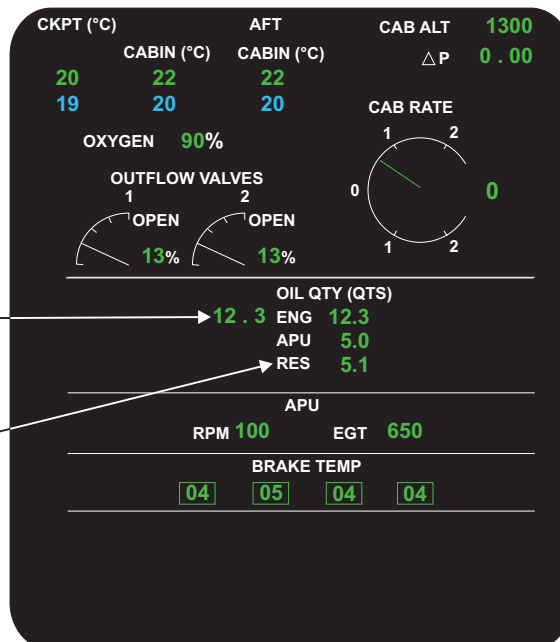 CKPT (°C) AFT CAB ALT 1300
CABIN (°C) CABIN (°C) △ P 0 . 00
20 22 22
19 20 20 CAB RATE
1 2
OXYGEN 90%
OUTFLOW VALVES
1 2 0 0
OPEN OPEN
1 2
13% 13%
OIL QTY (QTS)
12 . 3 ENG 12.3
APU 5.0
RES 5.1
APU
RPM 100 EGT 650
BRAKE TEMP
04 05 04 04